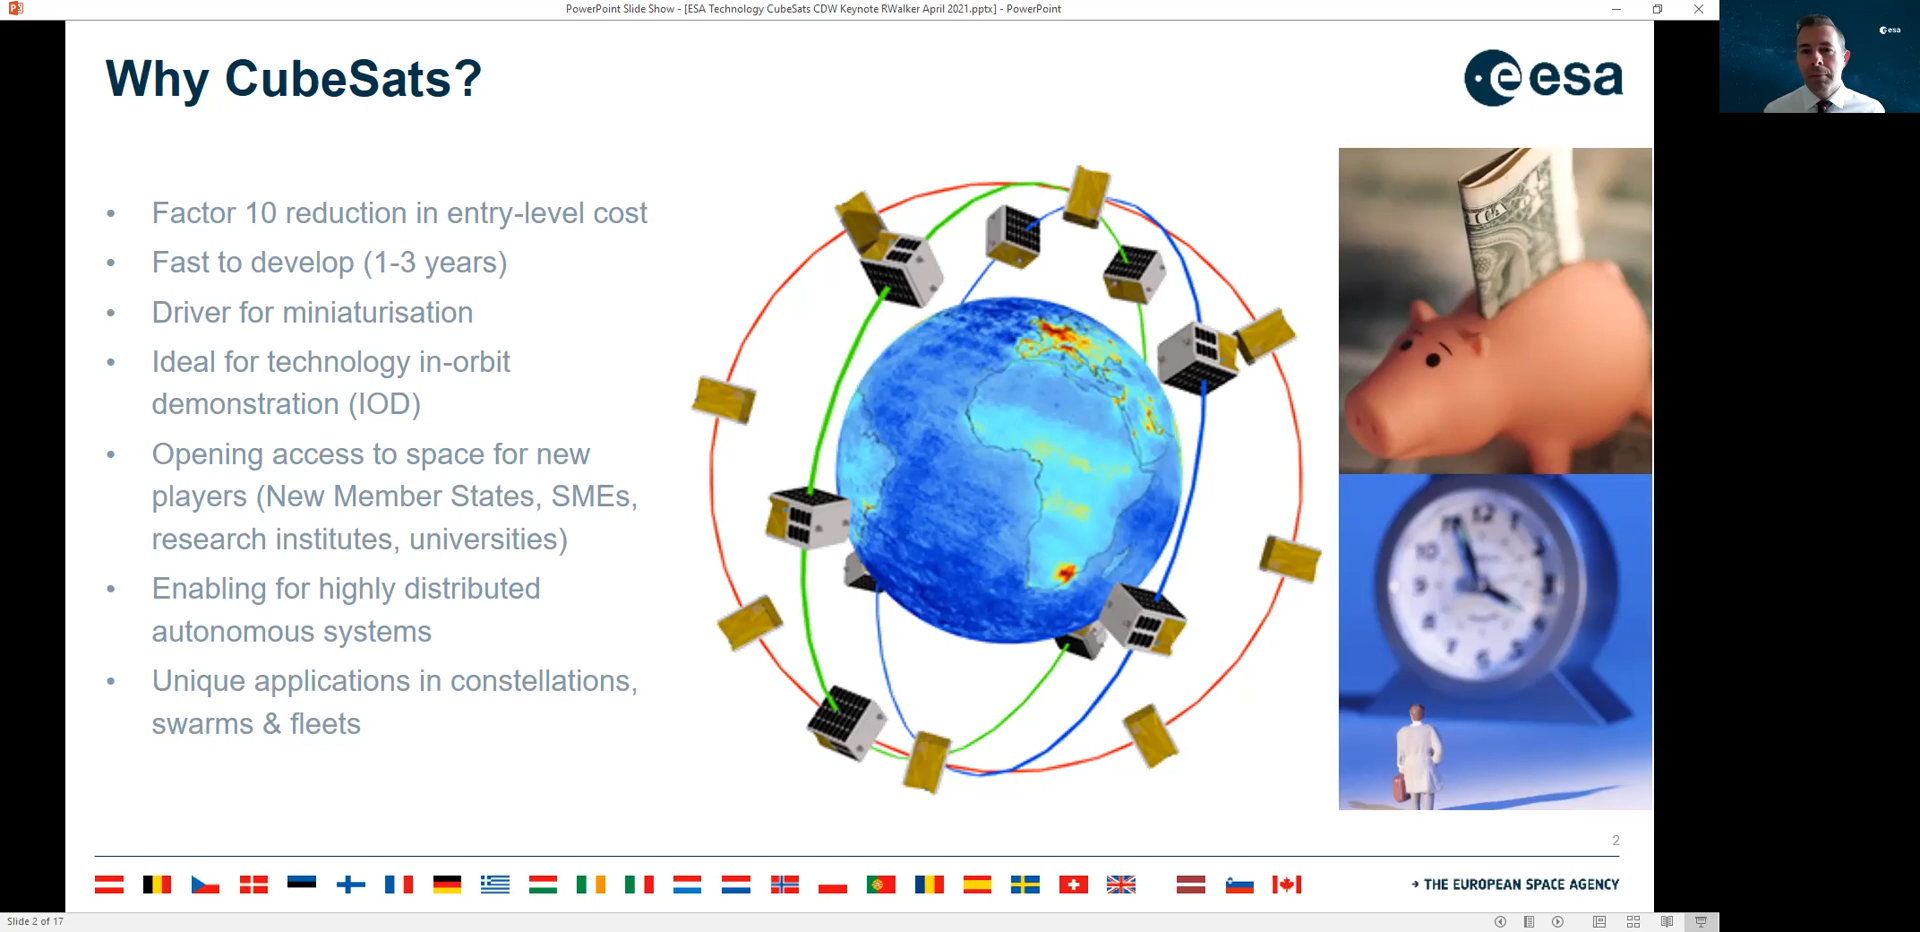 PowerPoint Slide Show - [ESA Technology CubeSats CDW Keynote RWalker April 2021.pptx] - PowerPoint
esa
Why CubeSats?
esa
• Factor 10 reduction in entry-level cost
• Fast to develop (1-3 years)
• Driver for miniaturisation
• Ideal for technology in-orbit
demonstration (IOD)
• Opening access to space for new
players (New Member States, SMEs,
research institutes, universities)
• Enabling for highly distributed
autonomous systems
• Unique applications in constellations,
swarms & fleets
2
→ THE EUROPEAN SPACE AGENCY
Slide 2 of 17